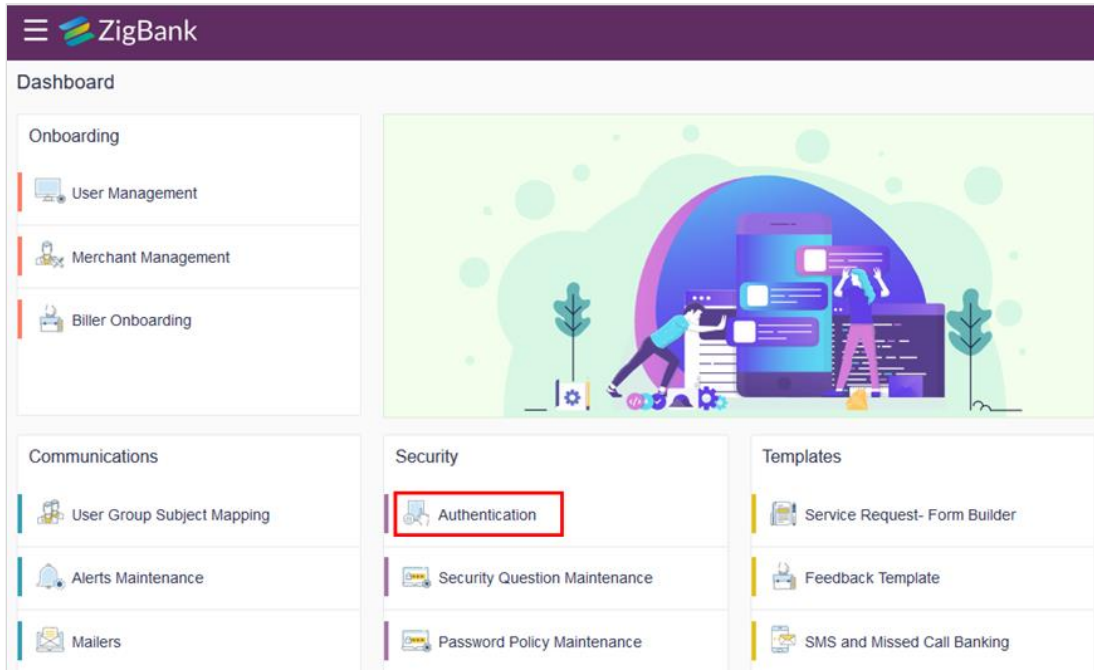 ZigBank
Dashboard
Onboarding
User Management
Merchant Management
Biller Onboarding
Communications
User Group Subject Mapping
Alerts Maintenance
Mailers
Security
Authentication
Security Question Maintenance
Password Policy Maintenance
Templates
Service Request- Form Builder
Feedback Template
SMS and Missed Call Banking